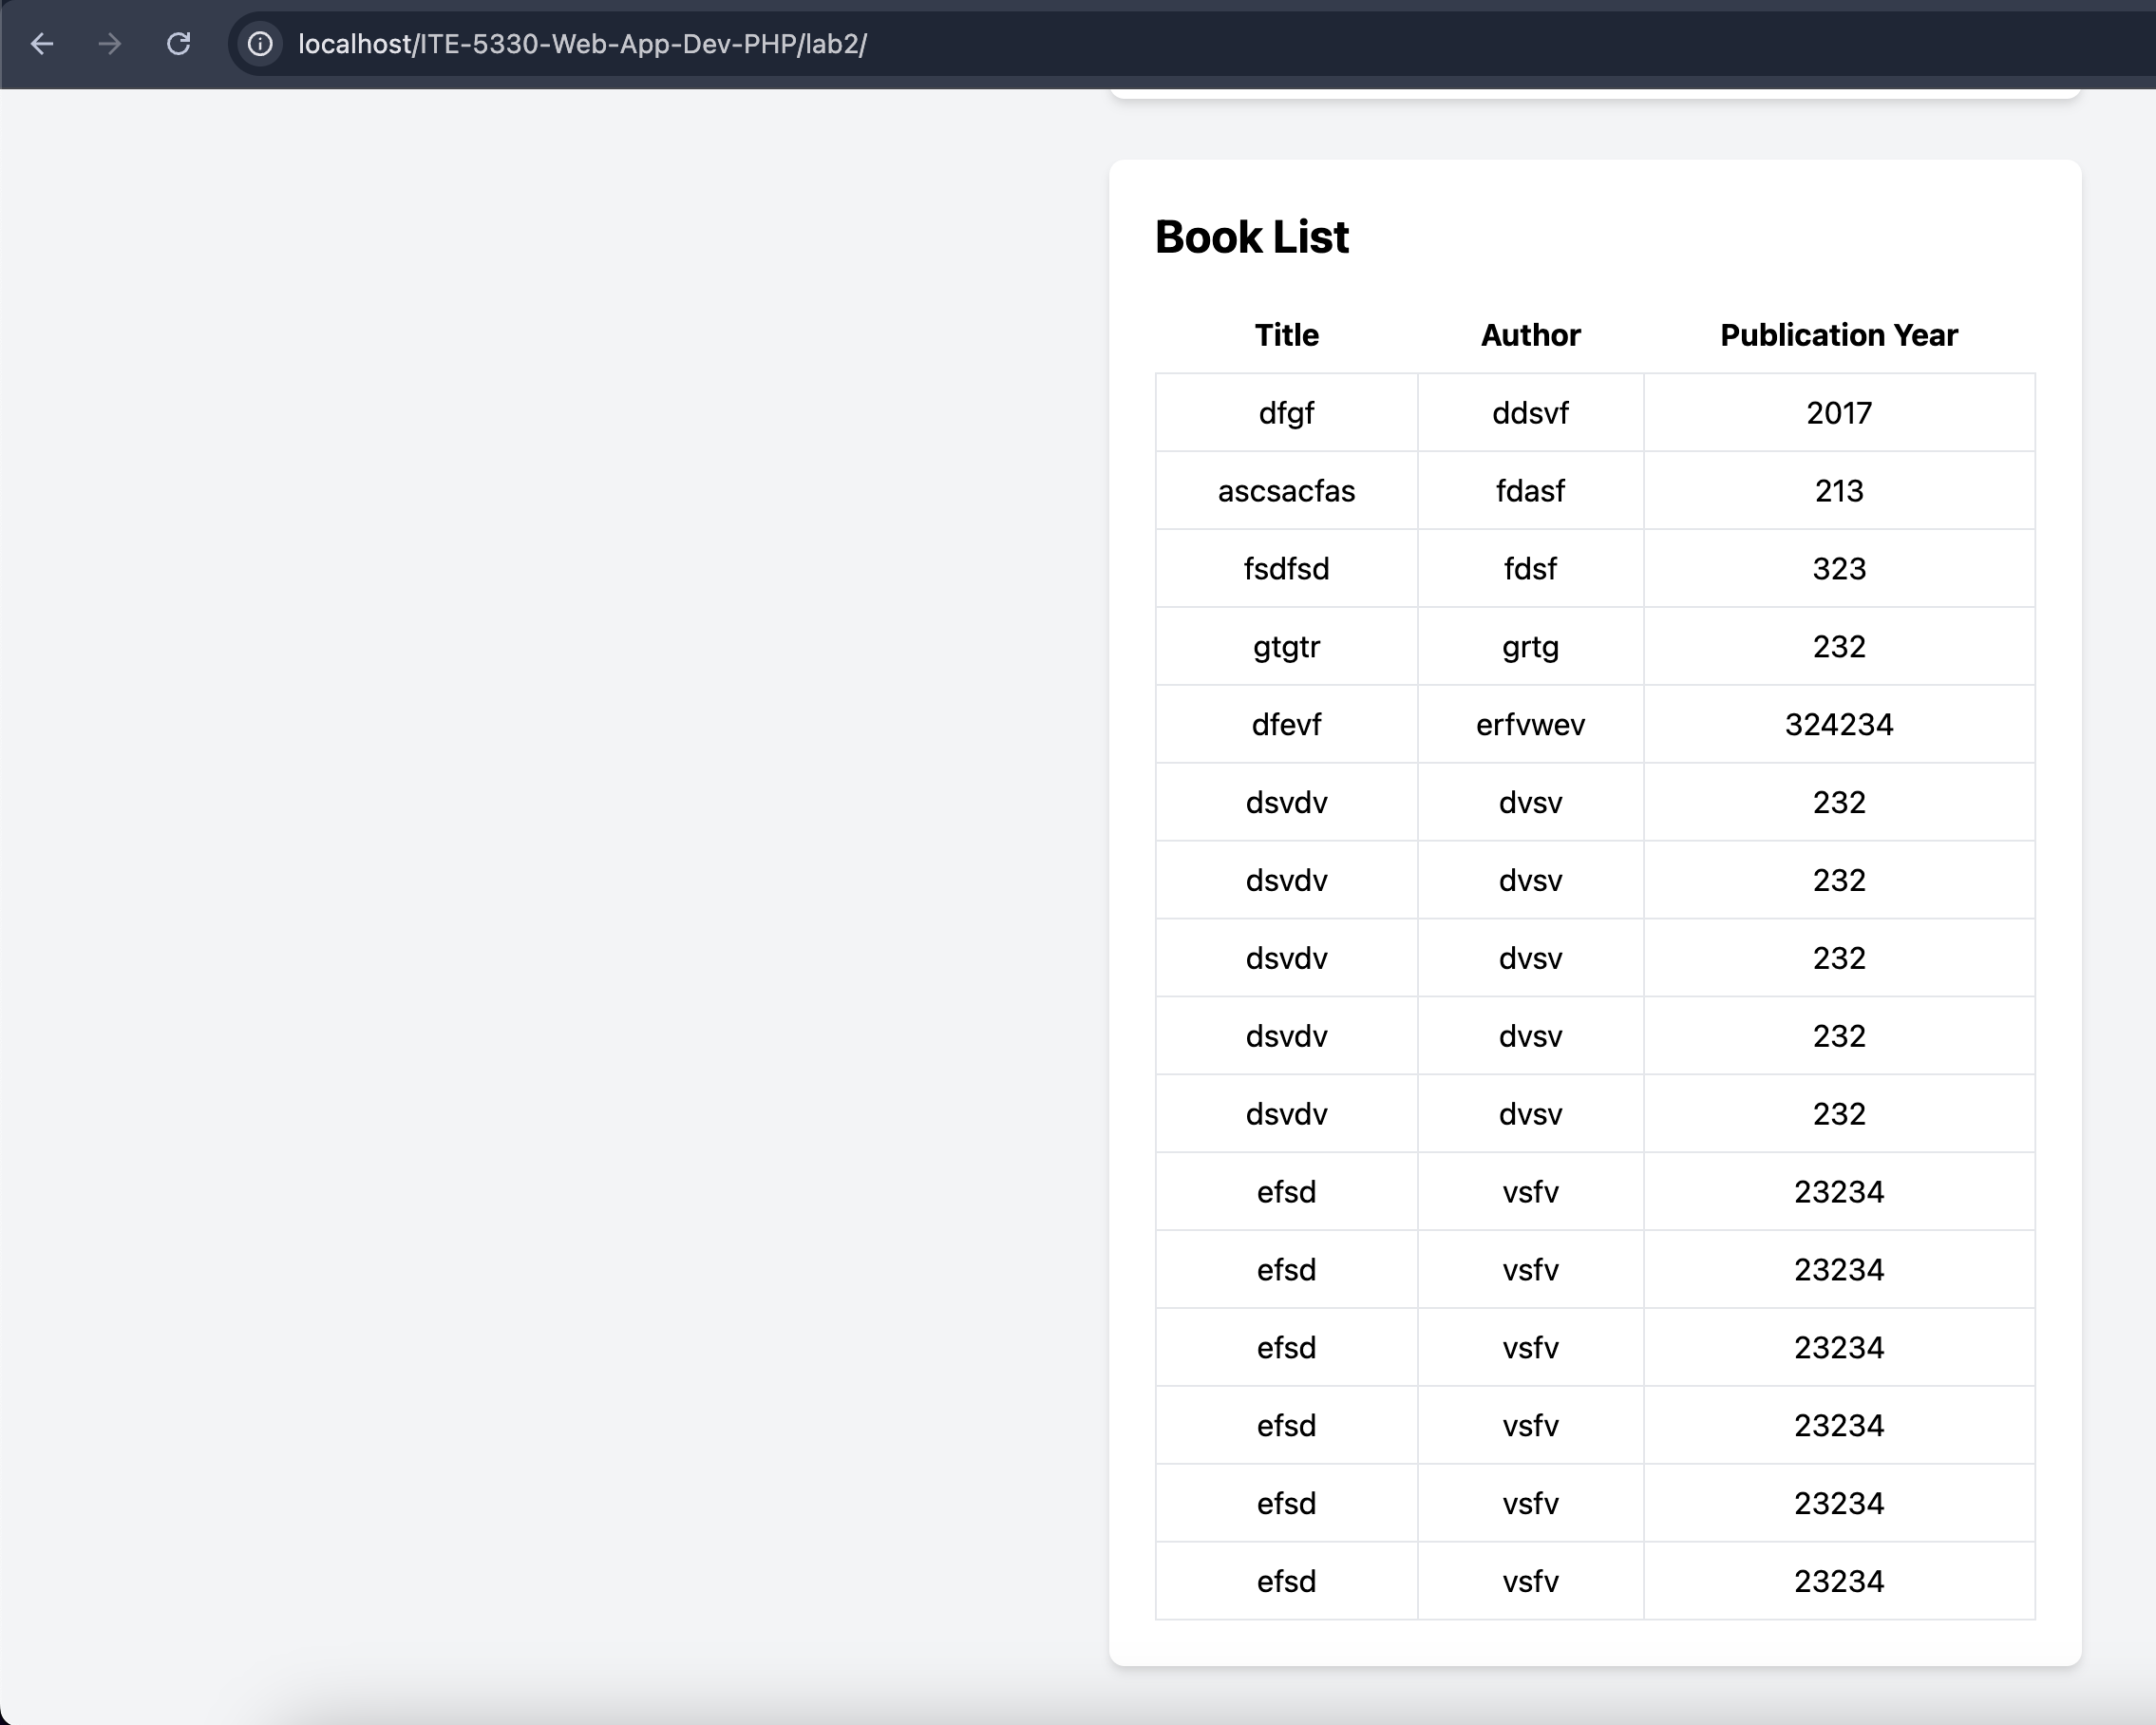 localhost/ITE-5330-Web-App-Dev-PHP/lab2/
Book List
Title Author Publication Year
dfgf ddsvf 2017
ascsacfas fdasf 213
fsdfsd fdsf 323
gtgtr grtg 232
dfevf erfvwev 324234
dsvdv dvsv 232
dsvdv dvsv 232
dsvdv dvsv 232
dsvdv dvsv 232
dsvdv dvsv 232
efsd vsfv 23234
efsd vsfv 23234
efsd vsfv 23234
efsd vsfv 23234
efsd vsfv 23234
efsd vsfv 23234